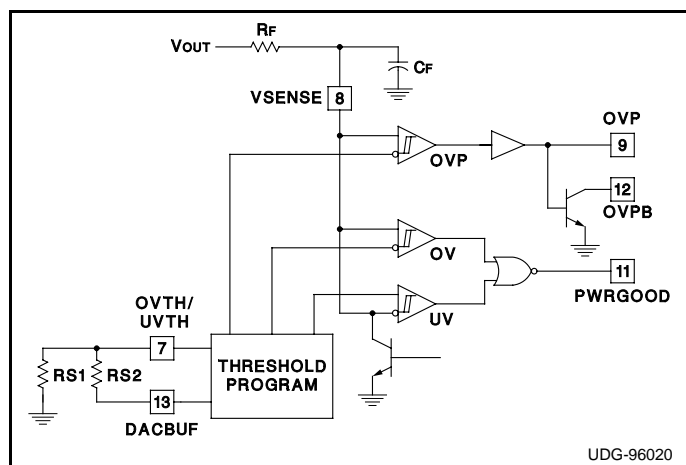 RF
VOUT
CF
VSENSE
8
OVP
9
OVP
12
OVPB
OV
11
PWRGOOD
OVTH/
UVTH
UV
7
THRESHOLD
PROGRAM
RS1
RS2
13
DACBUF
UDG-96020